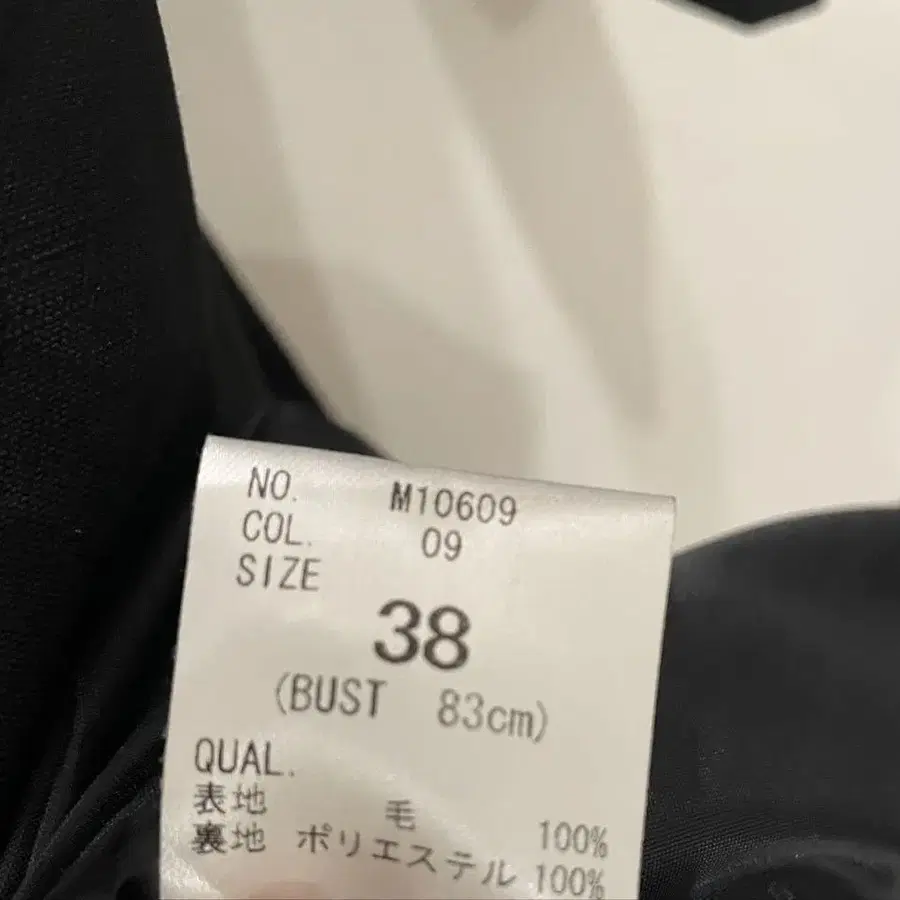 NO. M10609
COL. 09
SIZE
38
(BUST 83cm)
QUAL.
表地 毛 100%
裏地 ポリエステル 100%